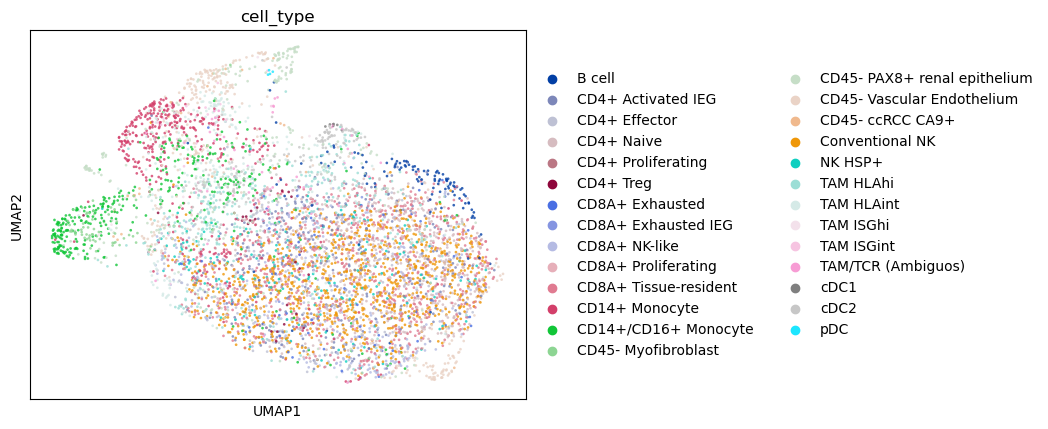 cell_type
UMAP2
UMAP1
B cell
CD4+ Activated IEG
CD4+ Effector
CD4+ Naive
CD4+ Proliferating
CD4+ Treg
CD8A+ Exhausted
CD8A+ Exhausted IEG
CD8A+ NK-like
CD8A+ Proliferating
CD8A+ Tissue-resident
CD14+ Monocyte
CD14+/CD16+ Monocyte
CD45- Myofibroblast
CD45- PAX8+ renal epithelium
CD45- Vascular Endothelium
CD45- ccRCC CA9+
Conventional NK
NK HSP+
TAM HLAhi
TAM HLAint
TAM ISGhi
TAM ISGint
TAM/TCR (Ambiguos)
cDC1
cDC2
pDC